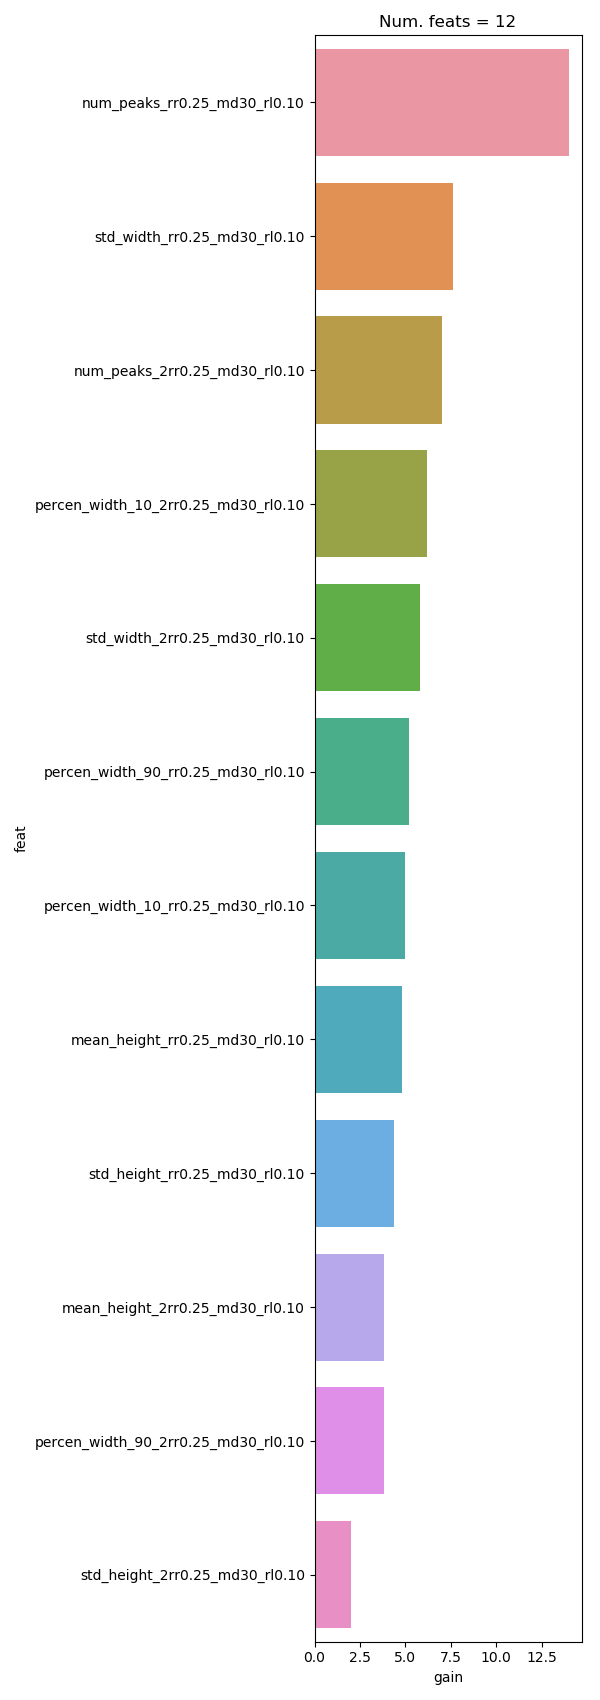 Num. feats = 12
num_peaks_rr0.25_md30_rl0.10
std_width_rr0.25_md30_rl0.10
num_peaks_2rr0.25_md30_rl0.10
percen_width_10_2rr0.25_md30_rl0.10
std_width_2rr0.25_md30_rl0.10
percen_width_90_rr0.25_md30_rl0.10
feat
percen_width_10_rr0.25_md30_rl0.10
mean_height_rr0.25_md30_rl0.10
std_height_rr0.25_md30_rl0.10
mean_height_2rr0.25_md30_rl0.10
percen_width_90_2rr0.25_md30_rl0.10
std_height_2rr0.25_md30_rl0.10
0.0 2.5 5.0 7.5 10.0 12.5
gain